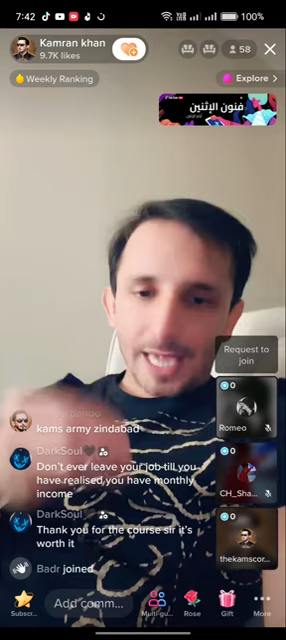 7:42
100%
Kamran khan
9.7K likes
58
Weekly Ranking
Explore >
فنون الإثنين
Request to
join
0
Romeo
kams army zindabad
DarkSoul
Don't ever leave your job till you
have realised,you have monthly
income
0
CH_Sha...
DarkSoul
Thank you for the course sir it's
worth it
0
thekamscor...
Badr joined
Subscr...
Add comm...
Multi-gu...
Rose
Gift
More